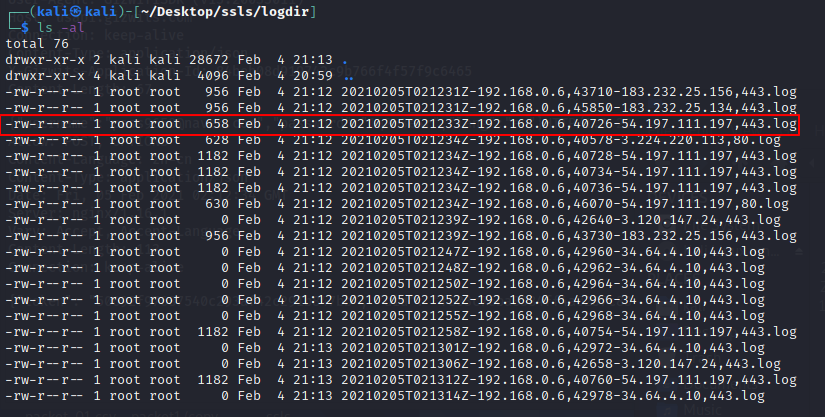 ┌──(kali㉿kali)-[~/Desktop/ssls/logdir]
└─$ ls -al
total 76
drwxr-xr-x 2 kali kali 28672 Feb  4 21:13 .
drwxr-xr-x 4 kali kali  4096 Feb  4 20:59 ..
-rw-r--r-- 1 root root   956 Feb  4 21:12 20210205T021231Z-192.168.0.6,43710-183.232.25.156,443.log
-rw-r--r-- 1 root root   956 Feb  4 21:12 20210205T021231Z-192.168.0.6,45850-183.232.25.134,443.log
-rw-r--r-- 1 root root   658 Feb  4 21:12 20210205T021233Z-192.168.0.6,40726-54.197.111.197,443.log
-rw-r--r-- 1 root root   628 Feb  4 21:12 20210205T021234Z-192.168.0.6,40578-3.224.220.113,80.log
-rw-r--r-- 1 root root  1182 Feb  4 21:12 20210205T021234Z-192.168.0.6,40728-54.197.111.197,443.log
-rw-r--r-- 1 root root  1182 Feb  4 21:12 20210205T021234Z-192.168.0.6,40734-54.197.111.197,443.log
-rw-r--r-- 1 root root  1182 Feb  4 21:12 20210205T021234Z-192.168.0.6,40736-54.197.111.197,443.log
-rw-r--r-- 1 root root   630 Feb  4 21:12 20210205T021234Z-192.168.0.6,46070-54.197.111.197,80.log
-rw-r--r-- 1 root root     0 Feb  4 21:12 20210205T021239Z-192.168.0.6,42640-3.120.147.24,443.log
-rw-r--r-- 1 root root   956 Feb  4 21:12 20210205T021239Z-192.168.0.6,43730-183.232.25.156,443.log
-rw-r--r-- 1 root root     0 Feb  4 21:12 20210205T021247Z-192.168.0.6,42960-34.64.4.10,443.log
-rw-r--r-- 1 root root     0 Feb  4 21:12 20210205T021248Z-192.168.0.6,42962-34.64.4.10,443.log
-rw-r--r-- 1 root root     0 Feb  4 21:12 20210205T021250Z-192.168.0.6,42964-34.64.4.10,443.log
-rw-r--r-- 1 root root     0 Feb  4 21:12 20210205T021252Z-192.168.0.6,42966-34.64.4.10,443.log
-rw-r--r-- 1 root root     0 Feb  4 21:12 20210205T021255Z-192.168.0.6,42968-34.64.4.10,443.log
-rw-r--r-- 1 root root  1182 Feb  4 21:12 20210205T021258Z-192.168.0.6,40754-54.197.111.197,443.log
-rw-r--r-- 1 root root     0 Feb  4 21:13 20210205T021301Z-192.168.0.6,42972-34.64.4.10,443.log
-rw-r--r-- 1 root root     0 Feb  4 21:13 20210205T021306Z-192.168.0.6,42658-3.120.147.24,443.log
-rw-r--r-- 1 root root  1182 Feb  4 21:13 20210205T021312Z-192.168.0.6,40760-54.197.111.197,443.log
-rw-r--r-- 1 root root     0 Feb  4 21:13 20210205T021314Z-192.168.0.6,42978-34.64.4.10,443.log